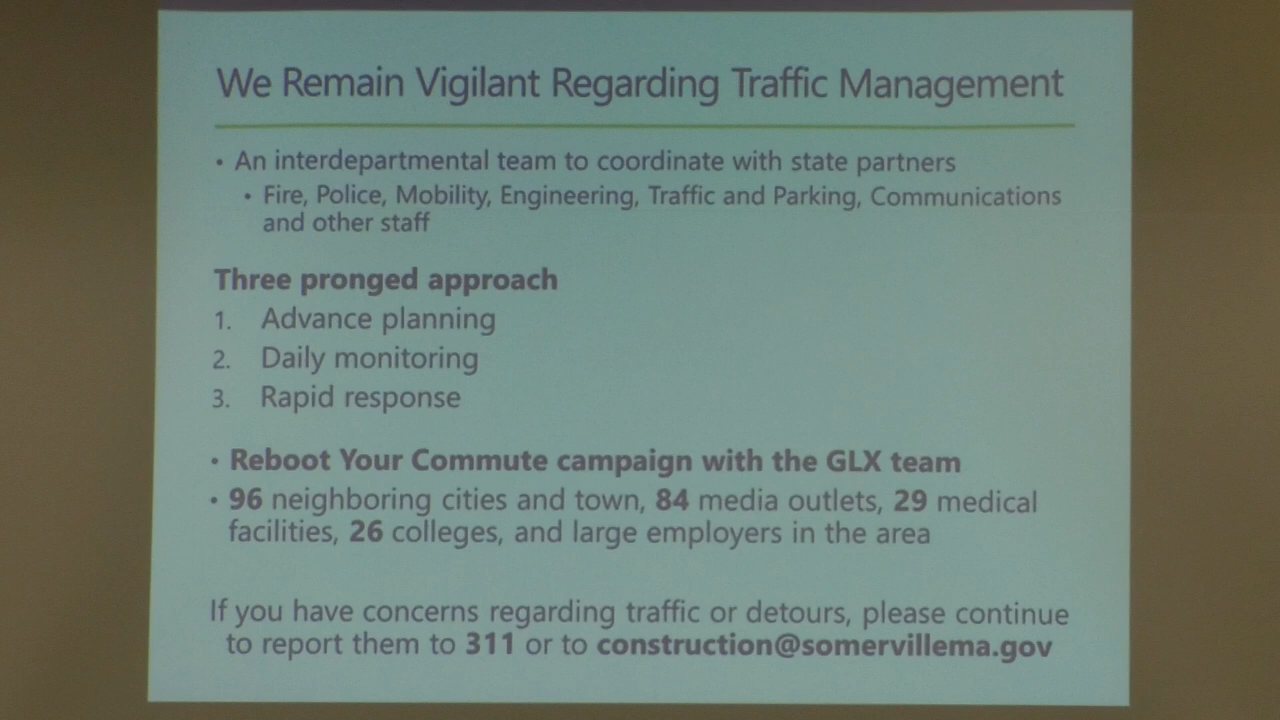 We Remain Vigilant Regarding Traffic Management
• An interdepartmental team to coordinate with state partners
• Fire, Police, Mobility, Engineering, Traffic and Parking, Communications
and other staff
Three pronged approach
1. Advance planning
2. Daily monitoring
3. Rapid response
• Reboot Your Commute campaign with the GLX team
• 96 neighboring cities and town, 84 media outlets, 29 medical
facilities, 26 colleges, and large employers in the area
If you have concerns regarding traffic or detours, please continue
to report them to 311 or to construction@somervillema.gov